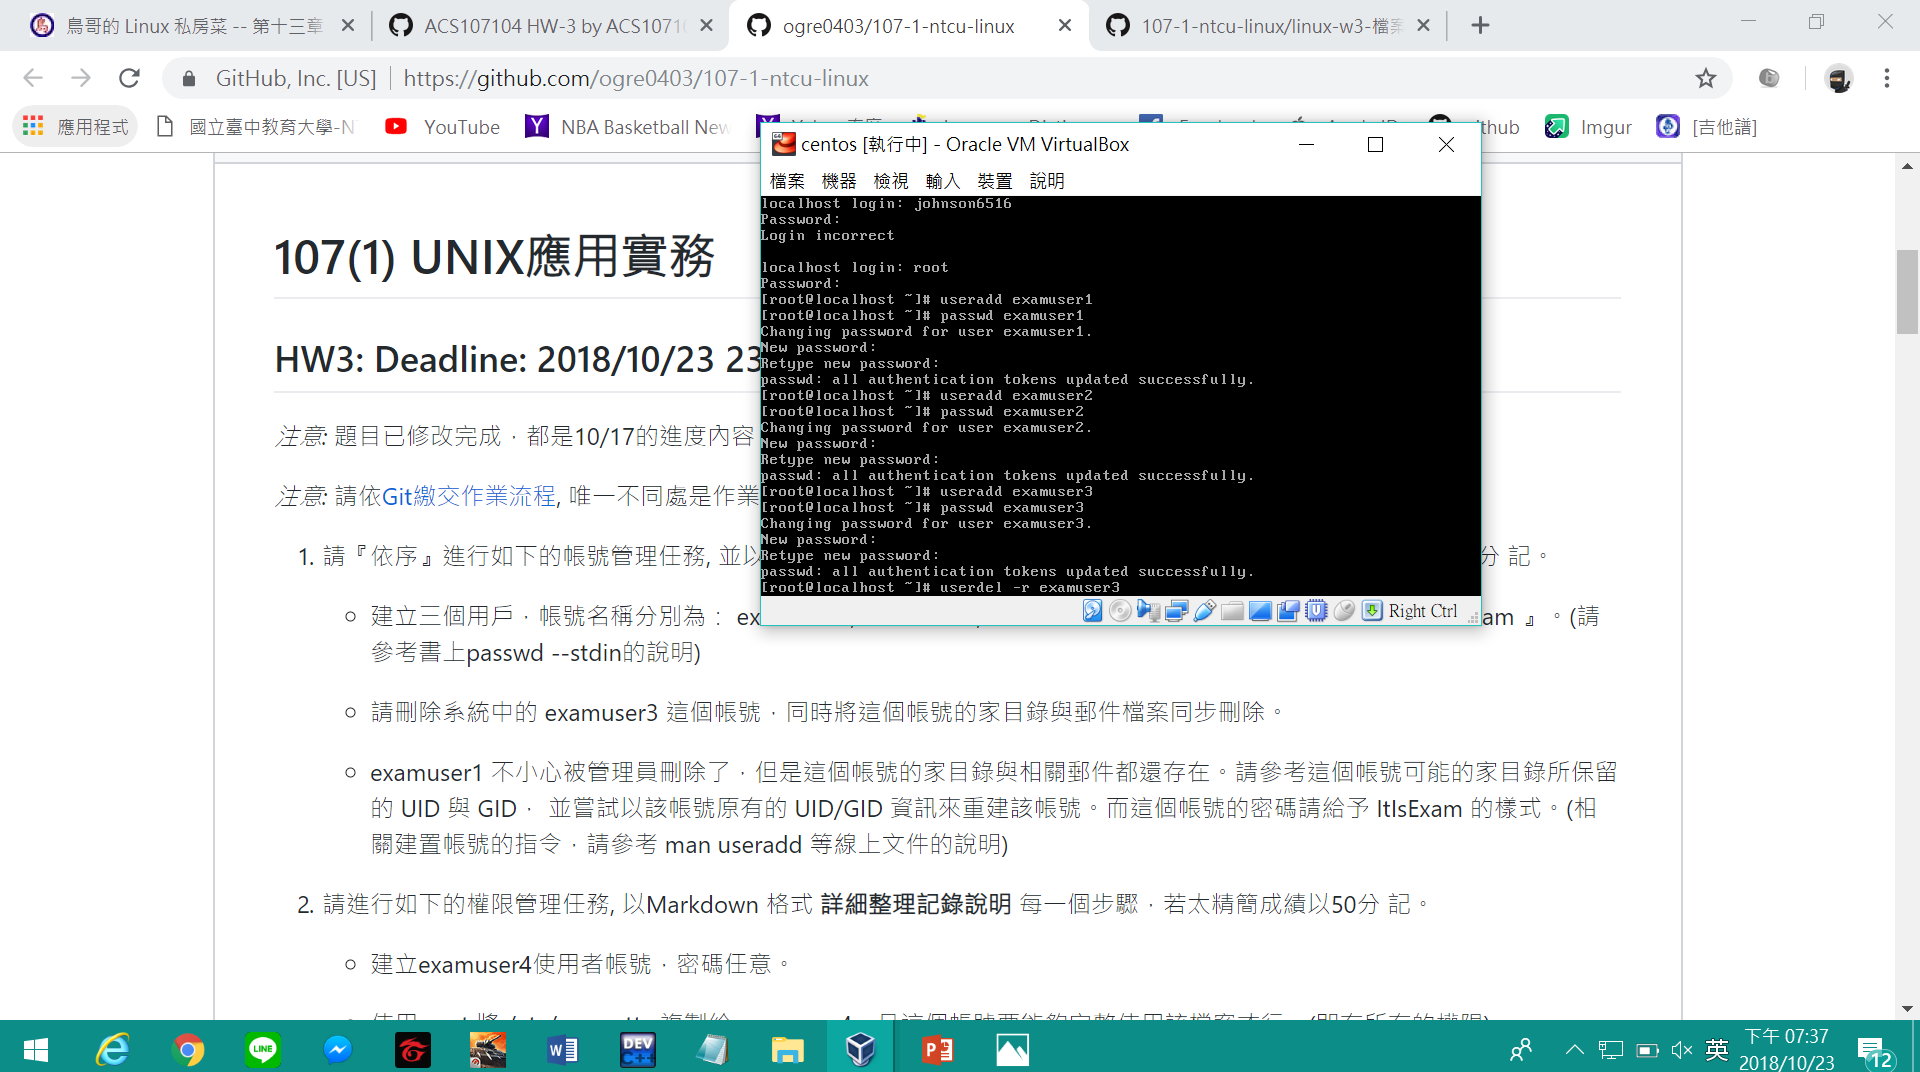 鳥哥的 Linux 私房菜 -- 第十三章
ACS107104 HW-3 by ACS1071
ogre0403/107-1-ntcu-linux
107-1-ntcu-linux/linux-w3-檔案
GitHub, Inc. [US]
https://github.com/ogre0403/107-1-ntcu-linux
應用程式
國立臺中教育大學-NT
YouTube
NBA Basketball New
thub
Imgur
[吉他譜]
107(1) UNIX應用實務
HW3: Deadline: 2018/10/23 23
注意: 題目已修改完成，都是10/17的進度內容
注意: 請依Git繳交作業流程, 唯一不同處是作業
1. 請『依序』進行如下的帳號管理任務, 並以
分 記。
建立三個用戶，帳號名稱分別為： ex
am 』。(請
參考書上passwd --stdin的說明)
請刪除系統中的 examuser3 這個帳號，同時將這個帳號的家目錄與郵件檔案同步刪除。
examuser1 不小心被管理員刪除了，但是這個帳號的家目錄與相關郵件都還存在。請參考這個帳號可能的家目錄所保留
的 UID 與 GID， 並嘗試以該帳號原有的 UID/GID 資訊來重建該帳號。而這個帳號的密碼請給予 ItIsExam 的樣式。(相
關建置帳號的指令，請參考 man useradd 等線上文件的說明)
2. 請進行如下的權限管理任務, 以Markdown 格式 詳細整理記錄說明 每一個步驟，若太精簡成績以50分 記。
建立examuser4使用者帳號，密碼任意。
centos [執行中] - Oracle VM VirtualBox
檔案 機器 檢視 輸入 裝置 說明
localhost login: johnson6516
Password:
Login incorrect
localhost login: root
Password:
[root@localhost ~]# useradd examuser1
[root@localhost ~]# passwd examuser1
Changing password for user examuser1.
New password:
Retype new password:
passwd: all authentication tokens updated successfully.
[root@localhost ~]# useradd examuser2
[root@localhost ~]# passwd examuser2
Changing password for user examuser2.
New password:
Retype new password:
passwd: all authentication tokens updated successfully.
[root@localhost ~]# useradd examuser3
[root@localhost ~]# passwd examuser3
Changing password for user examuser3.
New password:
Retype new password:
passwd: all authentication tokens updated successfully.
[root@localhost ~]# userdel -r examuser3
Right Ctrl
LINE
DEV
C++
英
下午 07:37
2018/10/23
12